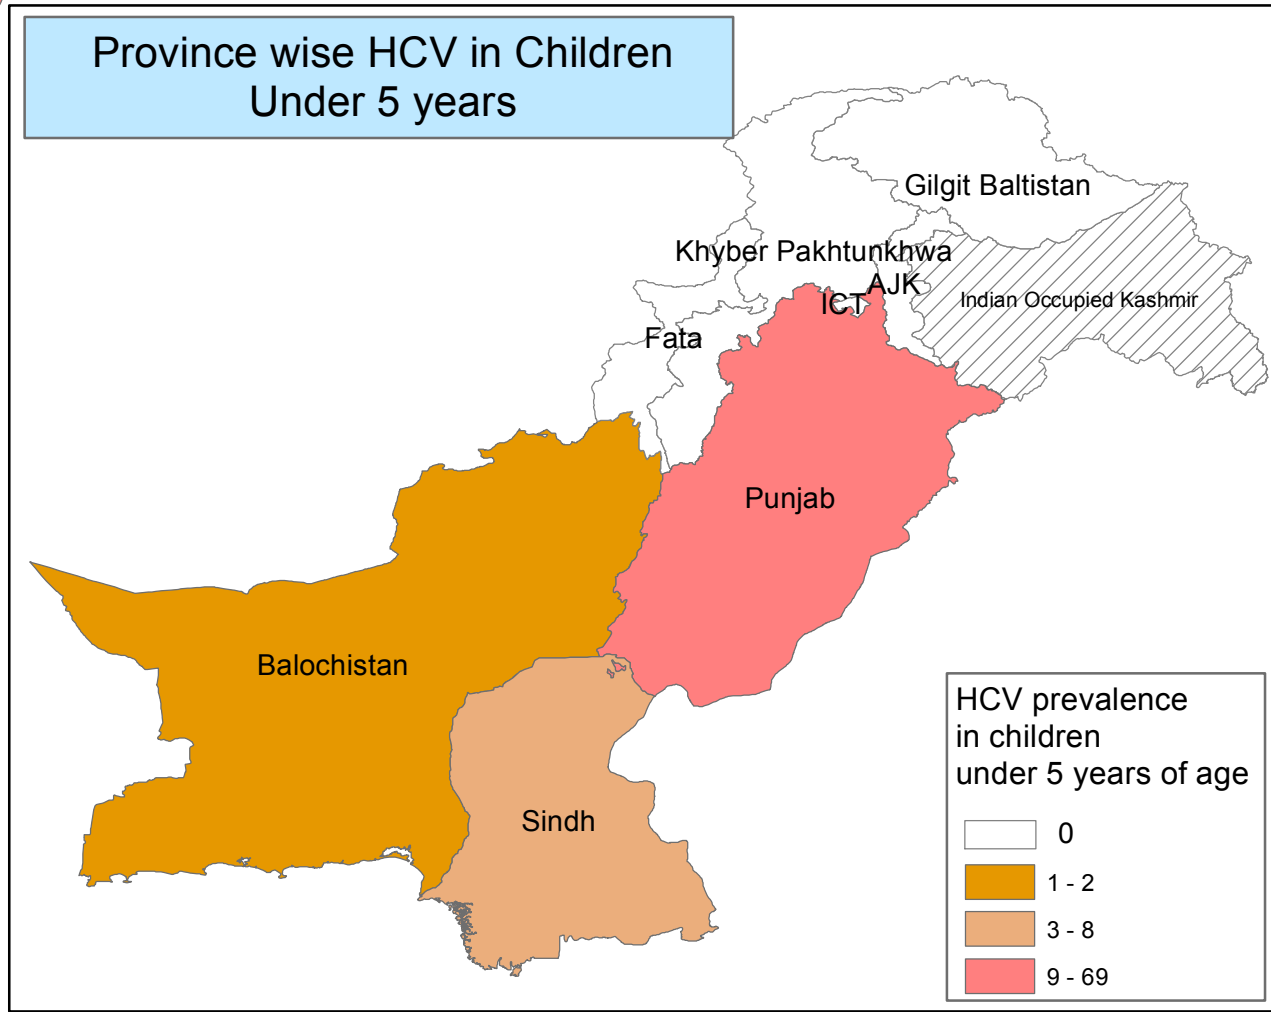 Province wise HCV in Children
Under 5 years
Gilgit Baltistan
Khyber Pakhtunkhwa
AJK
ICT
Indian Occupied Kashmir
Fata
Punjab
Balochistan
Sindh
HCV prevalence
in children
under 5 years of age
0
1 - 2
3 - 8
9 - 69